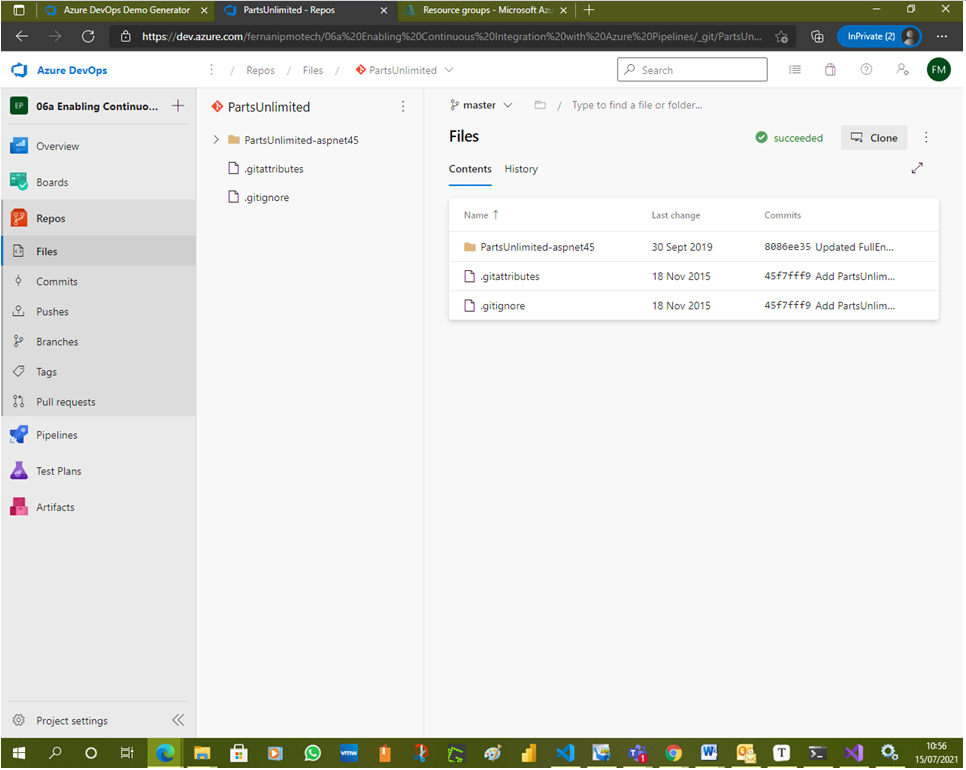 Azure DevOps Demo Generator
PartsUnlimited - Repos
Resource groups - Microsoft Azu
https://dev.azure.com/fernanipmotech/06a%20Enabling%20Continuous%20Integration%20with%20Azure%20Pipelines/_git/PartsUn...
InPrivate (2)
Azure DevOps
/ Repos / Files / PartsUnlimited
Search
FM
EP
06a Enabling Continuo...
Overview
Boards
Repos
Files
Commits
Pushes
Branches
Tags
Pull requests
Pipelines
Test Plans
Artifacts
Project settings
PartsUnlimited
PartsUnlimited-aspnet45
.gitattributes
.gitignore
master / Type to find a file or folder...
Files
succeeded
Clone
Contents History
Name ↑ Last change Commits
PartsUnlimited-aspnet45 30 Sept 2019 8086ee35 Updated FullEn...
.gitattributes 18 Nov 2015 45f7fff9 Add PartsUnlim...
.gitignore 18 Nov 2015 45f7fff9 Add PartsUnlim...
vmw
T
10:56
15/07/2021